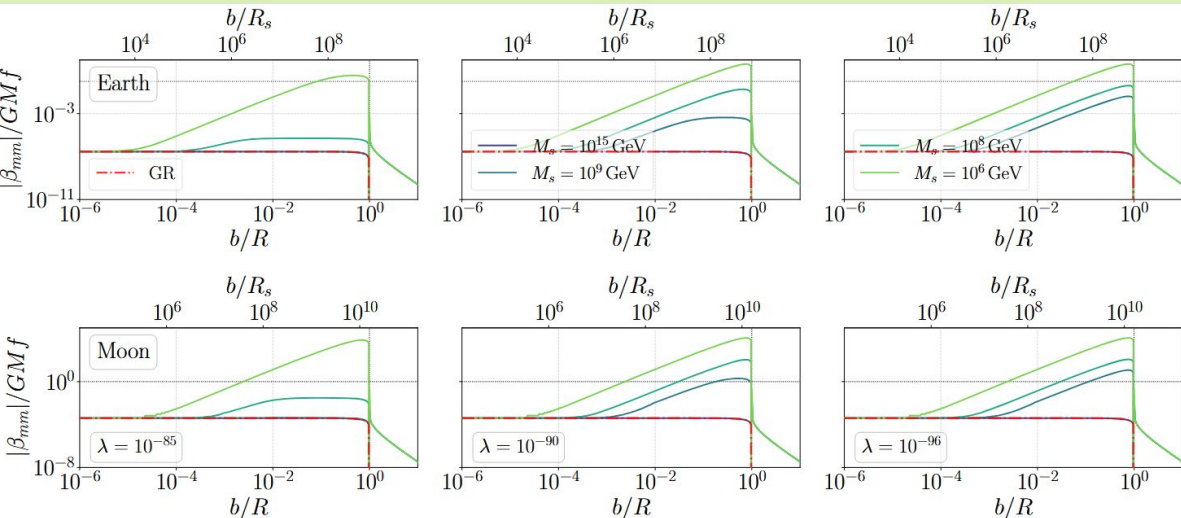 b/R_s b/R_s b/R_s
10^4 10^6 10^8 10^4 10^6 10^8 10^4 10^6 10^8
|β_{mm}|/GMf
10^{-3}
10^{-11}
Earth
GR
M_s = 10^{15} GeV
M_s = 10^9 GeV
M_s = 10^8 GeV
M_s = 10^6 GeV
10^{-6} 10^{-4} 10^{-2} 10^0 10^{-6} 10^{-4} 10^{-2} 10^0 10^{-6} 10^{-4} 10^{-2} 10^0
b/R b/R b/R
b/R_s b/R_s b/R_s
10^6 10^8 10^{10} 10^6 10^8 10^{10} 10^6 10^8 10^{10}
|β_{mm}|/GMf
10^0
10^{-8}
Moon
λ = 10^{-85} λ = 10^{-90} λ = 10^{-96}
10^{-6} 10^{-4} 10^{-2} 10^0 10^{-6} 10^{-4} 10^{-2} 10^0 10^{-6} 10^{-4} 10^{-2} 10^0
b/R b/R b/R